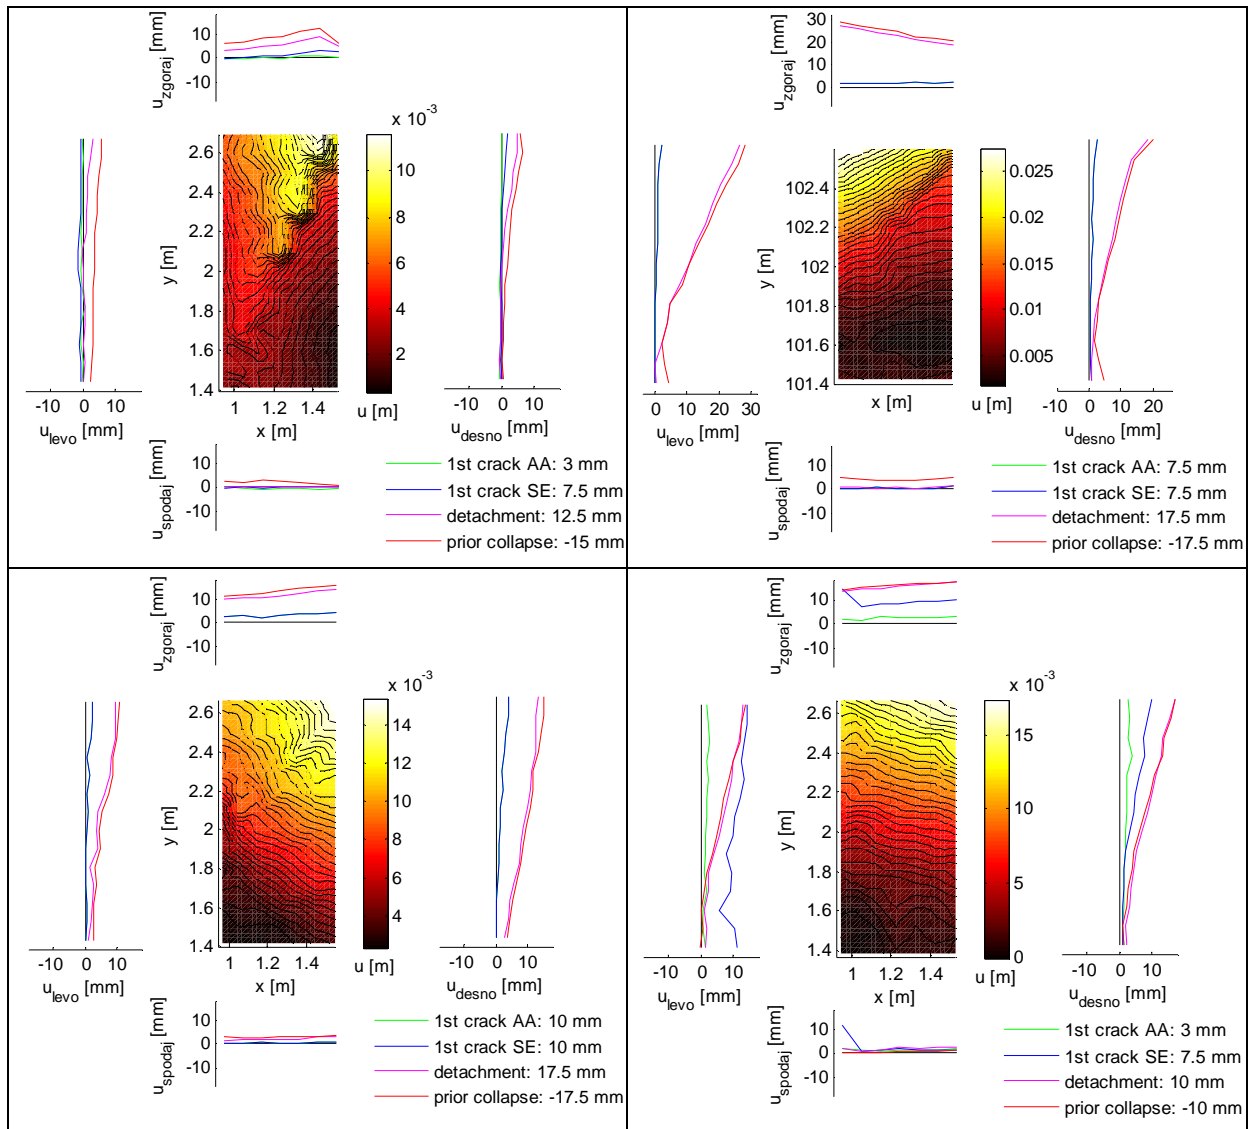 u_zgoraj [mm]
10
0
-10
x 10^-3
2.6
2.4
2.2
2
1.8
1.6
1.4
y [m]
10
8
6
4
2
-10 0 10
u_levo [mm]
1 1.2 1.4
x [m]
u [m]
-10 0 10
u_desno [mm]
u_spodaj [mm]
10
0
-10
1st crack AA: 3 mm
1st crack SE: 7.5 mm
detachment: 12.5 mm
prior collapse: -15 mm
u_zgoraj [mm]
30
20
10
0
102.4
102.2
102
101.8
101.6
101.4
y [m]
0.025
0.02
0.015
0.01
0.005
0 10 20 30
u_levo [mm]
x [m]
u [m]
-10 0 10 20
u_desno [mm]
u_spodaj [mm]
10
0
-10
1st crack AA: 7.5 mm
1st crack SE: 7.5 mm
detachment: 17.5 mm
prior collapse: -17.5 mm
u_zgoraj [mm]
10
0
-10
x 10^-3
2.6
2.4
2.2
2
1.8
1.6
1.4
y [m]
14
12
10
8
6
4
-10 0 10
u_levo [mm]
1 1.2 1.4
x [m]
u [m]
-10 0 10
u_desno [mm]
u_spodaj [mm]
10
0
-10
1st crack AA: 10 mm
1st crack SE: 10 mm
detachment: 17.5 mm
prior collapse: -17.5 mm
u_zgoraj [mm]
10
0
-10
x 10^-3
2.6
2.4
2.2
2
1.8
1.6
1.4
y [m]
15
10
5
0
-10 0 10
u_levo [mm]
1 1.2 1.4
x [m]
u [m]
-10 0 10
u_desno [mm]
u_spodaj [mm]
10
0
-10
1st crack AA: 3 mm
1st crack SE: 7.5 mm
detachment: 10 mm
prior collapse: -10 mm